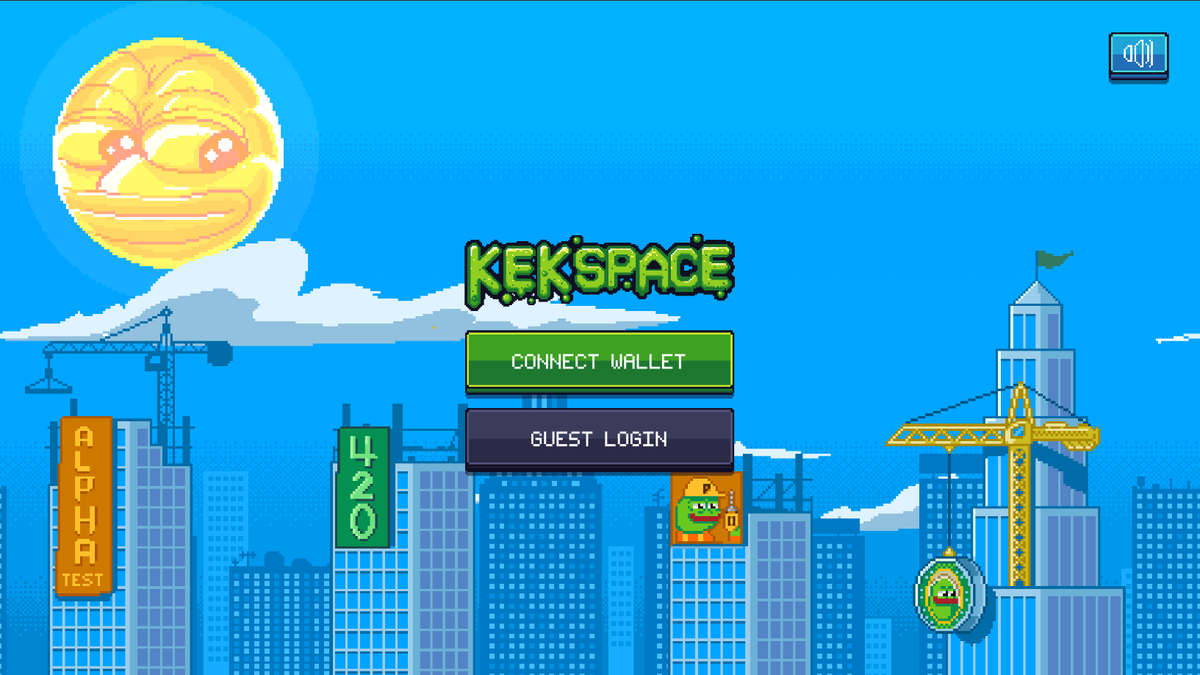 KEKSPACE
CONNECT WALLET
GUEST LOGIN
ALPHA
TEST
420
P